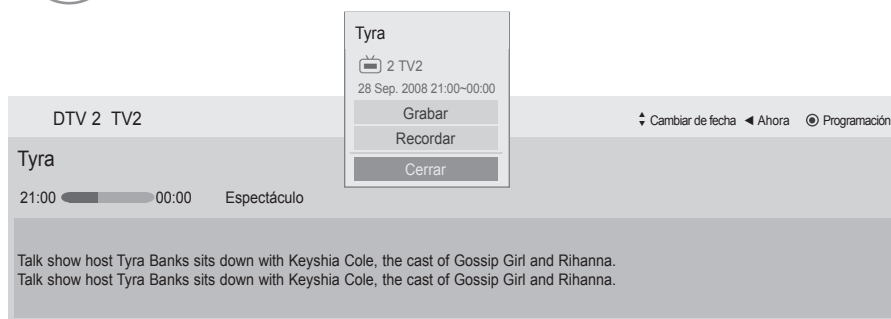 Tyra
2 TV2
28 Sep. 2008 21:00~00:00
Grabar
Recordar
Cerrar
DTV 2 TV2
Cambiar de fecha ◀ Ahora ◉ Programación
Tyra
21:00 00:00 Espectáculo
Talk show host Tyra Banks sits down with Keyshia Cole, the cast of Gossip Girl and Rihanna.
Talk show host Tyra Banks sits down with Keyshia Cole, the cast of Gossip Girl and Rihanna.